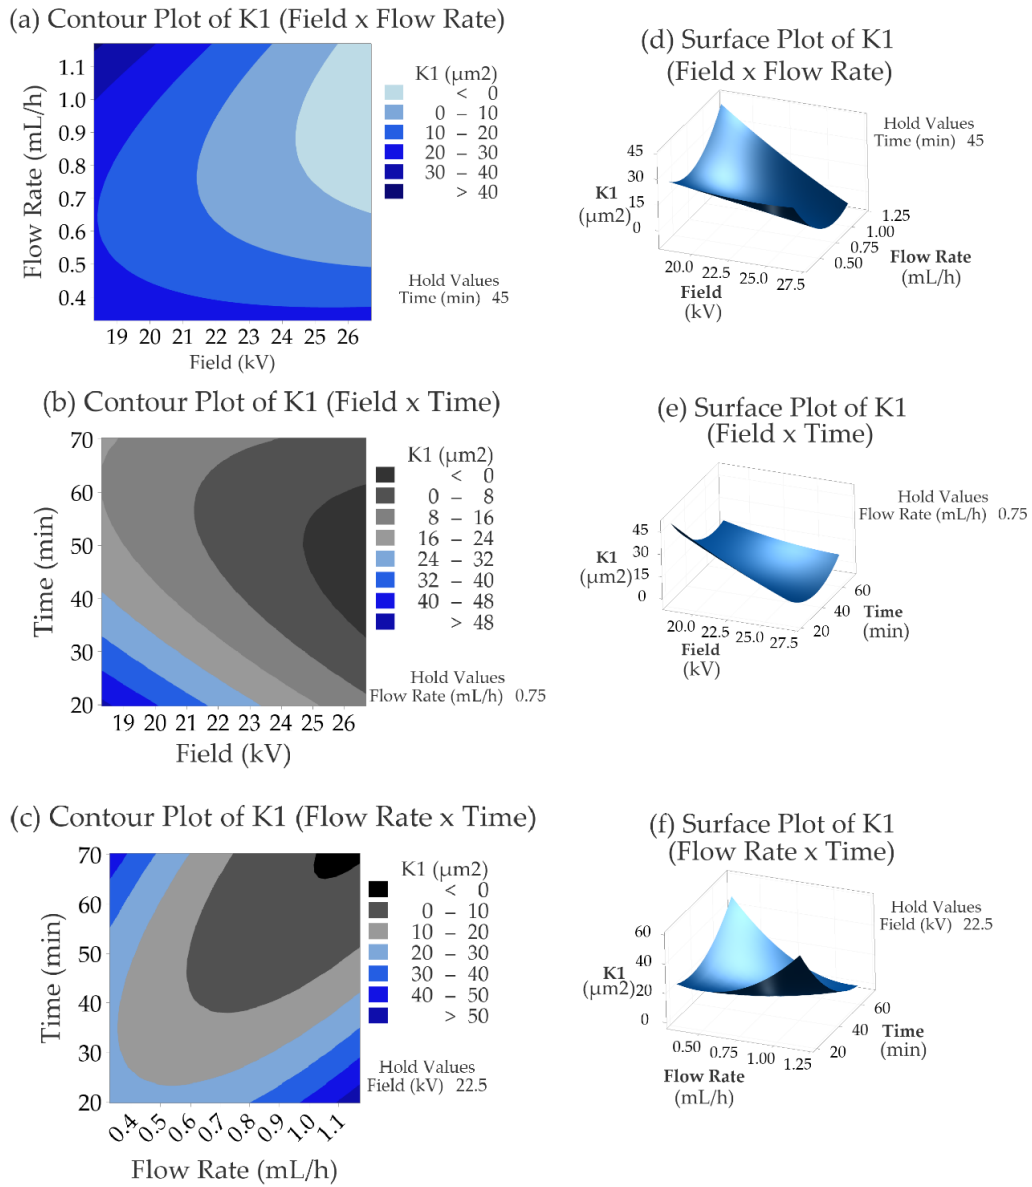 (a) Contour Plot of K1 (Field x Flow Rate)
K1 (μm2)
< 0
0 – 10
10 – 20
20 – 30
30 – 40
> 40
Flow Rate (mL/h)
1.1
1.0
0.9
0.8
0.7
0.6
0.5
0.4
Hold Values
Time (min) 45
19 20 21 22 23 24 25 26
Field (kV)
(d) Surface Plot of K1
(Field x Flow Rate)
Hold Values
Time (min) 45
45
30
15
0
K1
(μm2)
20.0 22.5 25.0 27.5
Field
(kV)
0.50 0.75 1.00 1.25
Flow Rate
(mL/h)
(b) Contour Plot of K1 (Field x Time)
K1 (μm2)
< 0
0 – 8
8 – 16
16 – 24
24 – 32
32 – 40
40 – 48
> 48
Time (min)
70
60
50
40
30
20
Hold Values
Flow Rate (mL/h) 0.75
19 20 21 22 23 24 25 26
Field (kV)
(e) Surface Plot of K1
(Field x Time)
Hold Values
Flow Rate (mL/h) 0.75
45
30
15
0
K1
(μm2)
20.0 22.5 25.0 27.5
Field
(kV)
20 40 60
Time
(min)
(c) Contour Plot of K1 (Flow Rate x Time)
K1 (μm2)
< 0
0 – 10
10 – 20
20 – 30
30 – 40
40 – 50
> 50
Time (min)
70
60
50
40
30
20
Hold Values
Field (kV) 22.5
0.4 0.5 0.6 0.7 0.8 0.9 1.0 1.1
Flow Rate (mL/h)
(f) Surface Plot of K1
(Flow Rate x Time)
Hold Values
Field (kV) 22.5
60
40
20
0
K1
(μm2)
0.50 0.75 1.00 1.25
Flow Rate
(mL/h)
20 40 60
Time
(min)